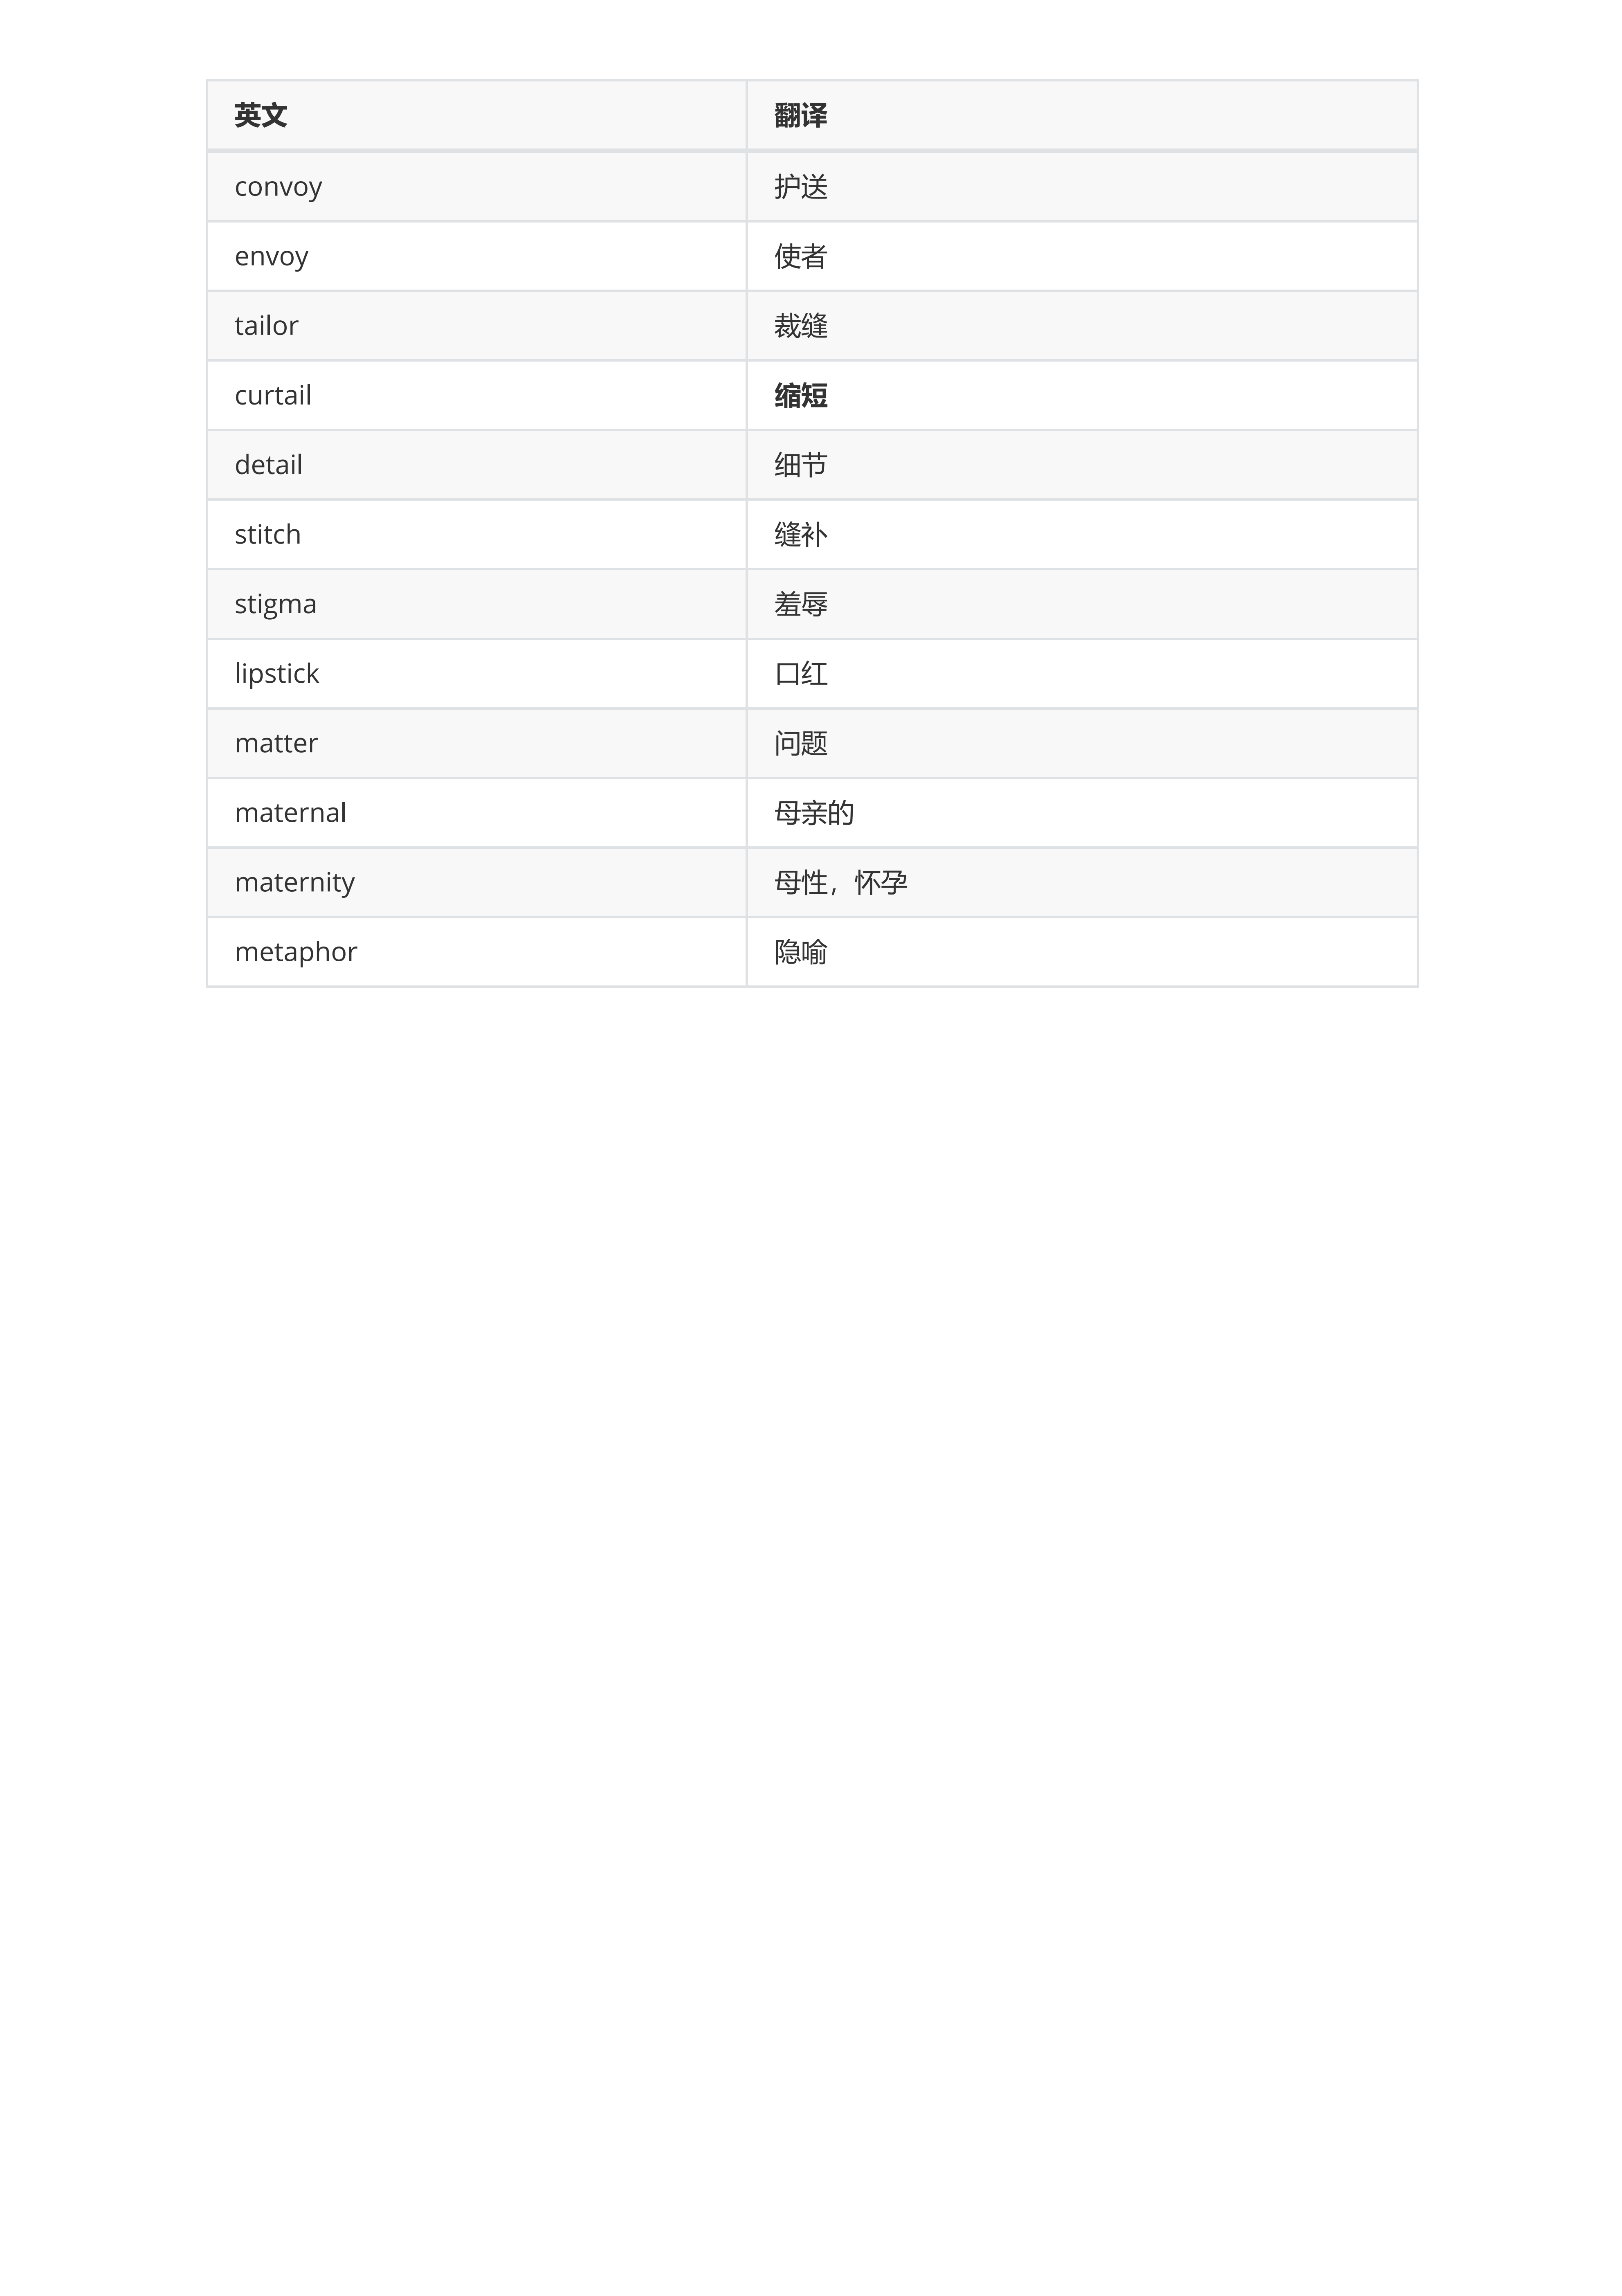 英文 翻译
convoy 护送
envoy 使者
tailor 裁缝
curtail 缩短
detail 细节
stitch 缝补
stigma 羞辱
lipstick 口红
matter 问题
maternal 母亲的
maternity 母性，怀孕
metaphor 隐喻